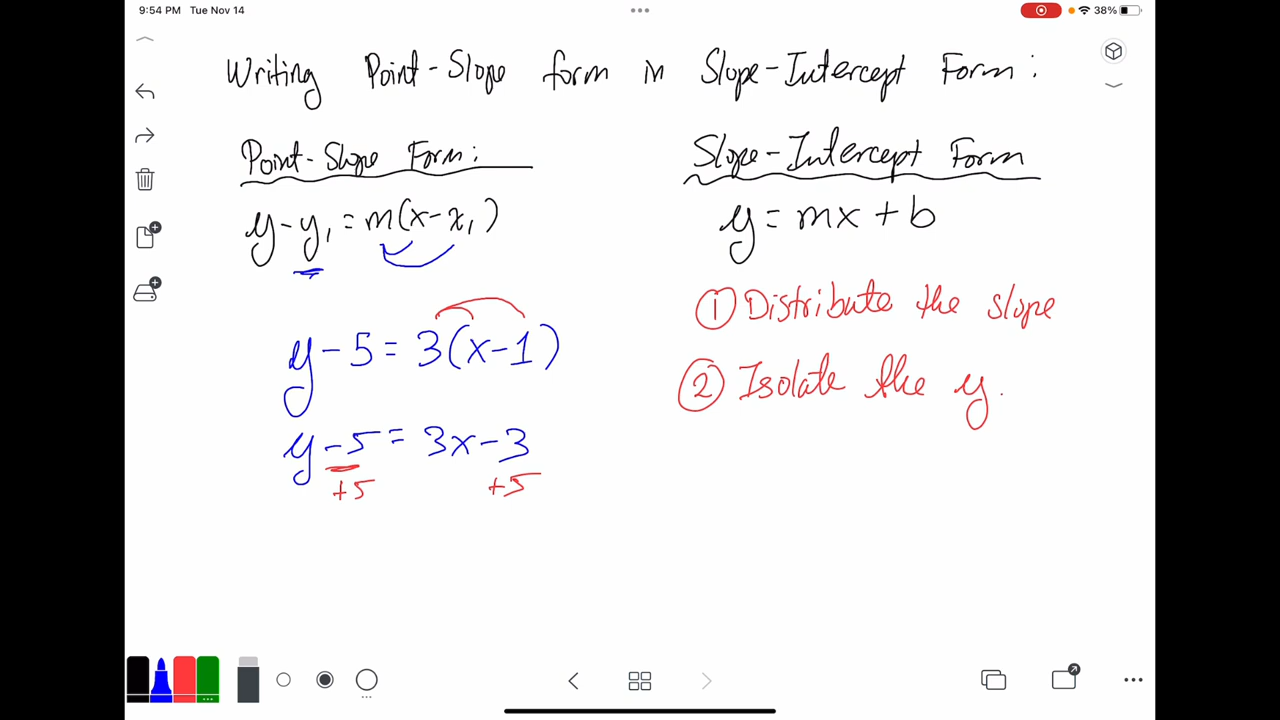 9:54 PM Tue Nov 14
38%
Writing Point-Slope form in Slope-Intercept Form:
Point-Slope Form:
y-y₁=m(x-x₁)
y-5=3(x-1)
y-5=3x-3
+5 +5
Slope-Intercept Form
y=mx+b
① Distribute the slope
② Isolate the y.